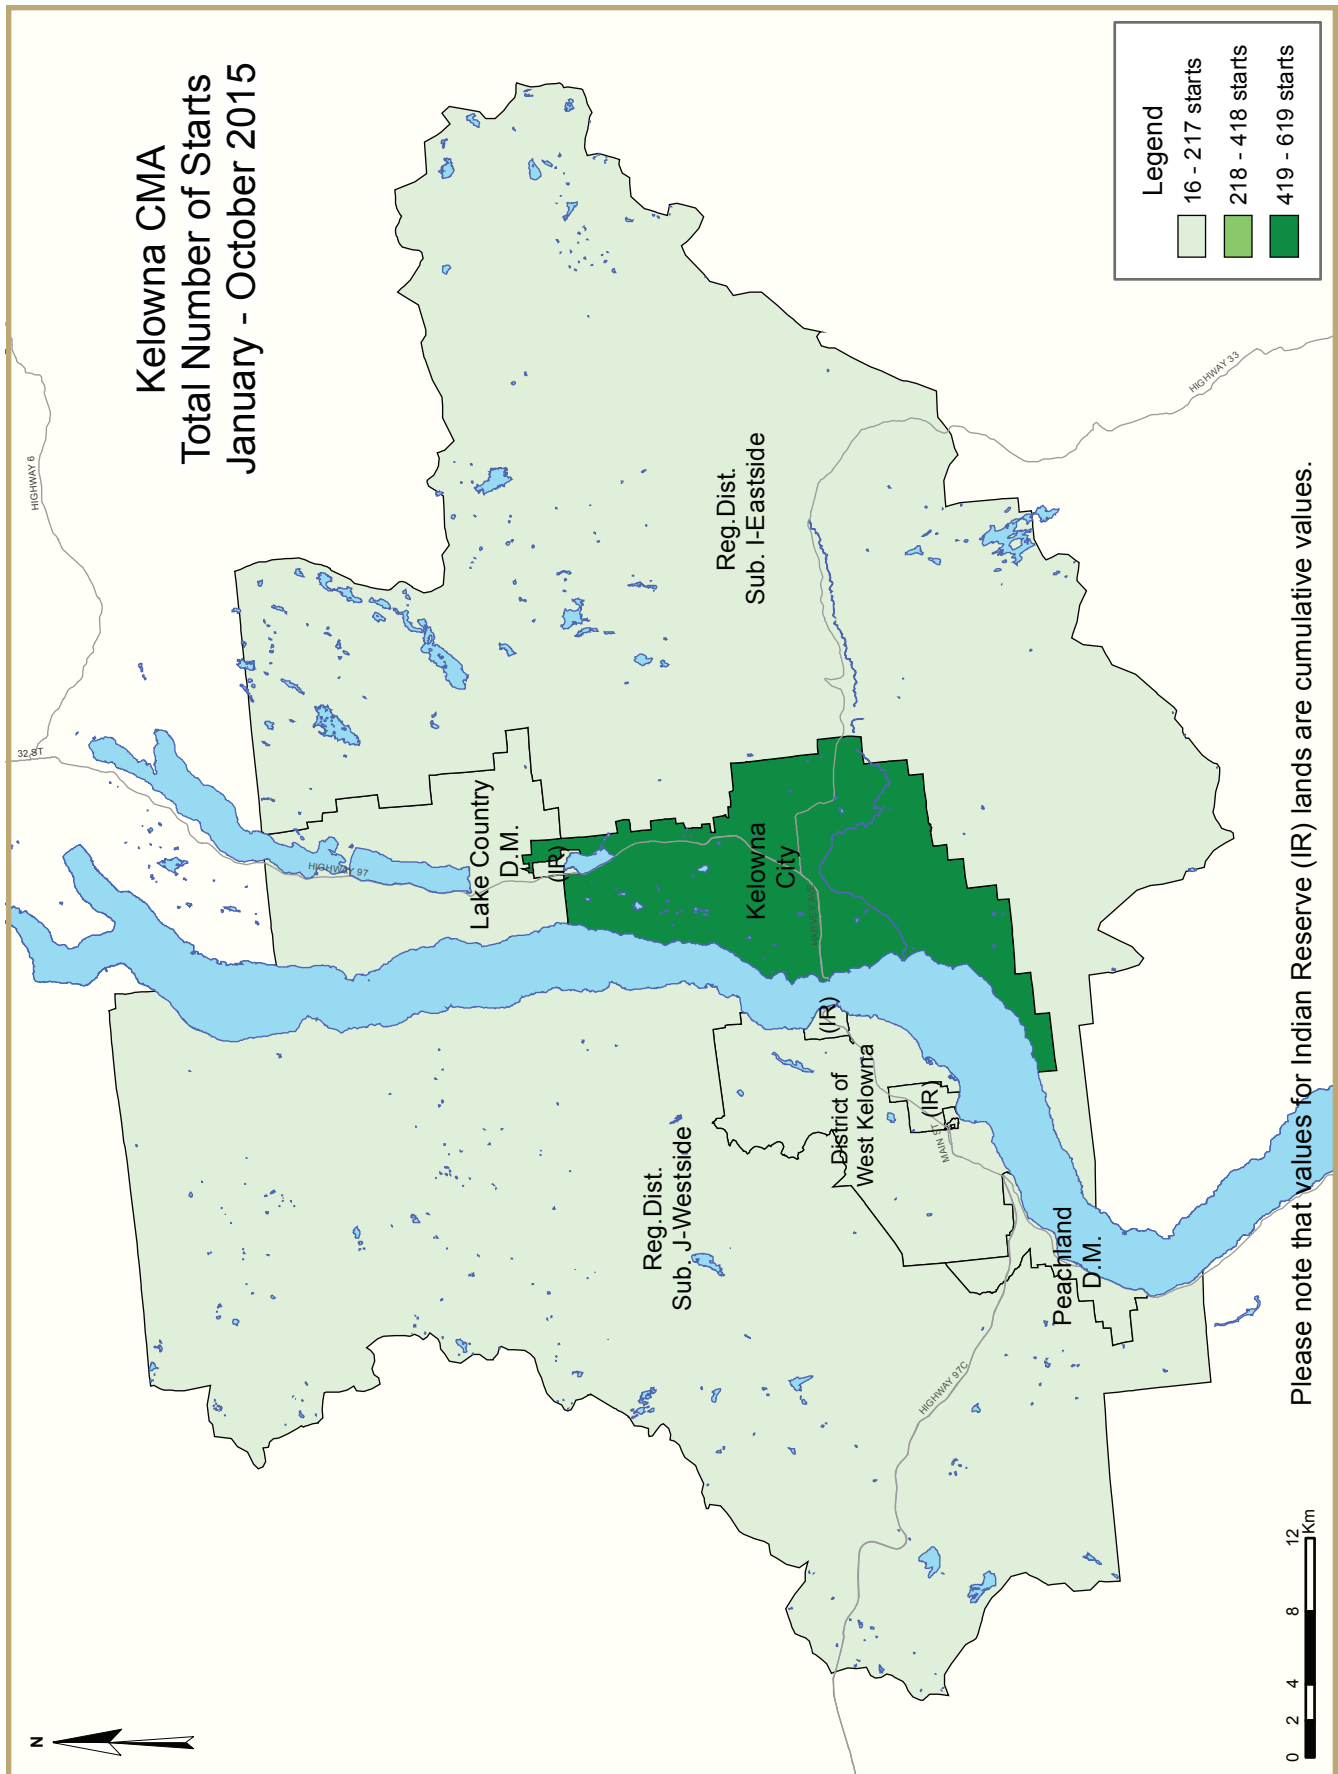 Kelowna CMA
Total Number of Starts
January - October 2015
HIGHWAY 6
32 ST
HIGHWAY 97
Lake Country
D.M.
(IR)
Reg.Dist.
Sub. I-Eastside
HIGHWAY 33
Kelowna
City
(IR)
District of
West Kelowna
(IR)
MAIN ST
Reg.Dist.
Sub. J-Westside
Peachland
D.M.
HIGHWAY 97C
Legend
16 - 217 starts
218 - 418 starts
419 - 619 starts
N
0 2 4 8 12
Km
Please note that values for Indian Reserve (IR) lands are cumulative values.